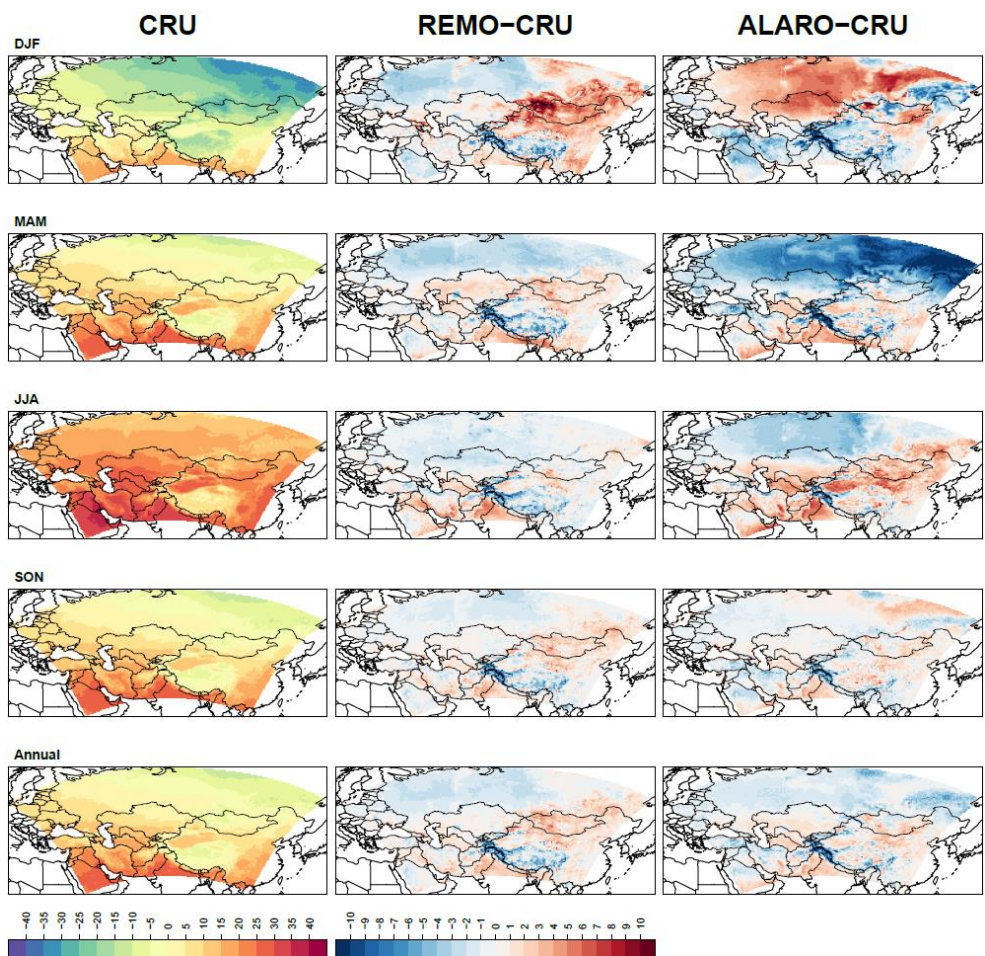 CRU REMO−CRU ALARO−CRU
DJF
MAM
JJA
SON
Annual
−40 −35 −30 −25 −20 −15 −10 −5 0 5 10 15 20 25 30 35 40 −10 −9 −8 −7 −6 −5 −4 −3 −2 −1 0 1 2 3 4 5 6 7 8 9 10